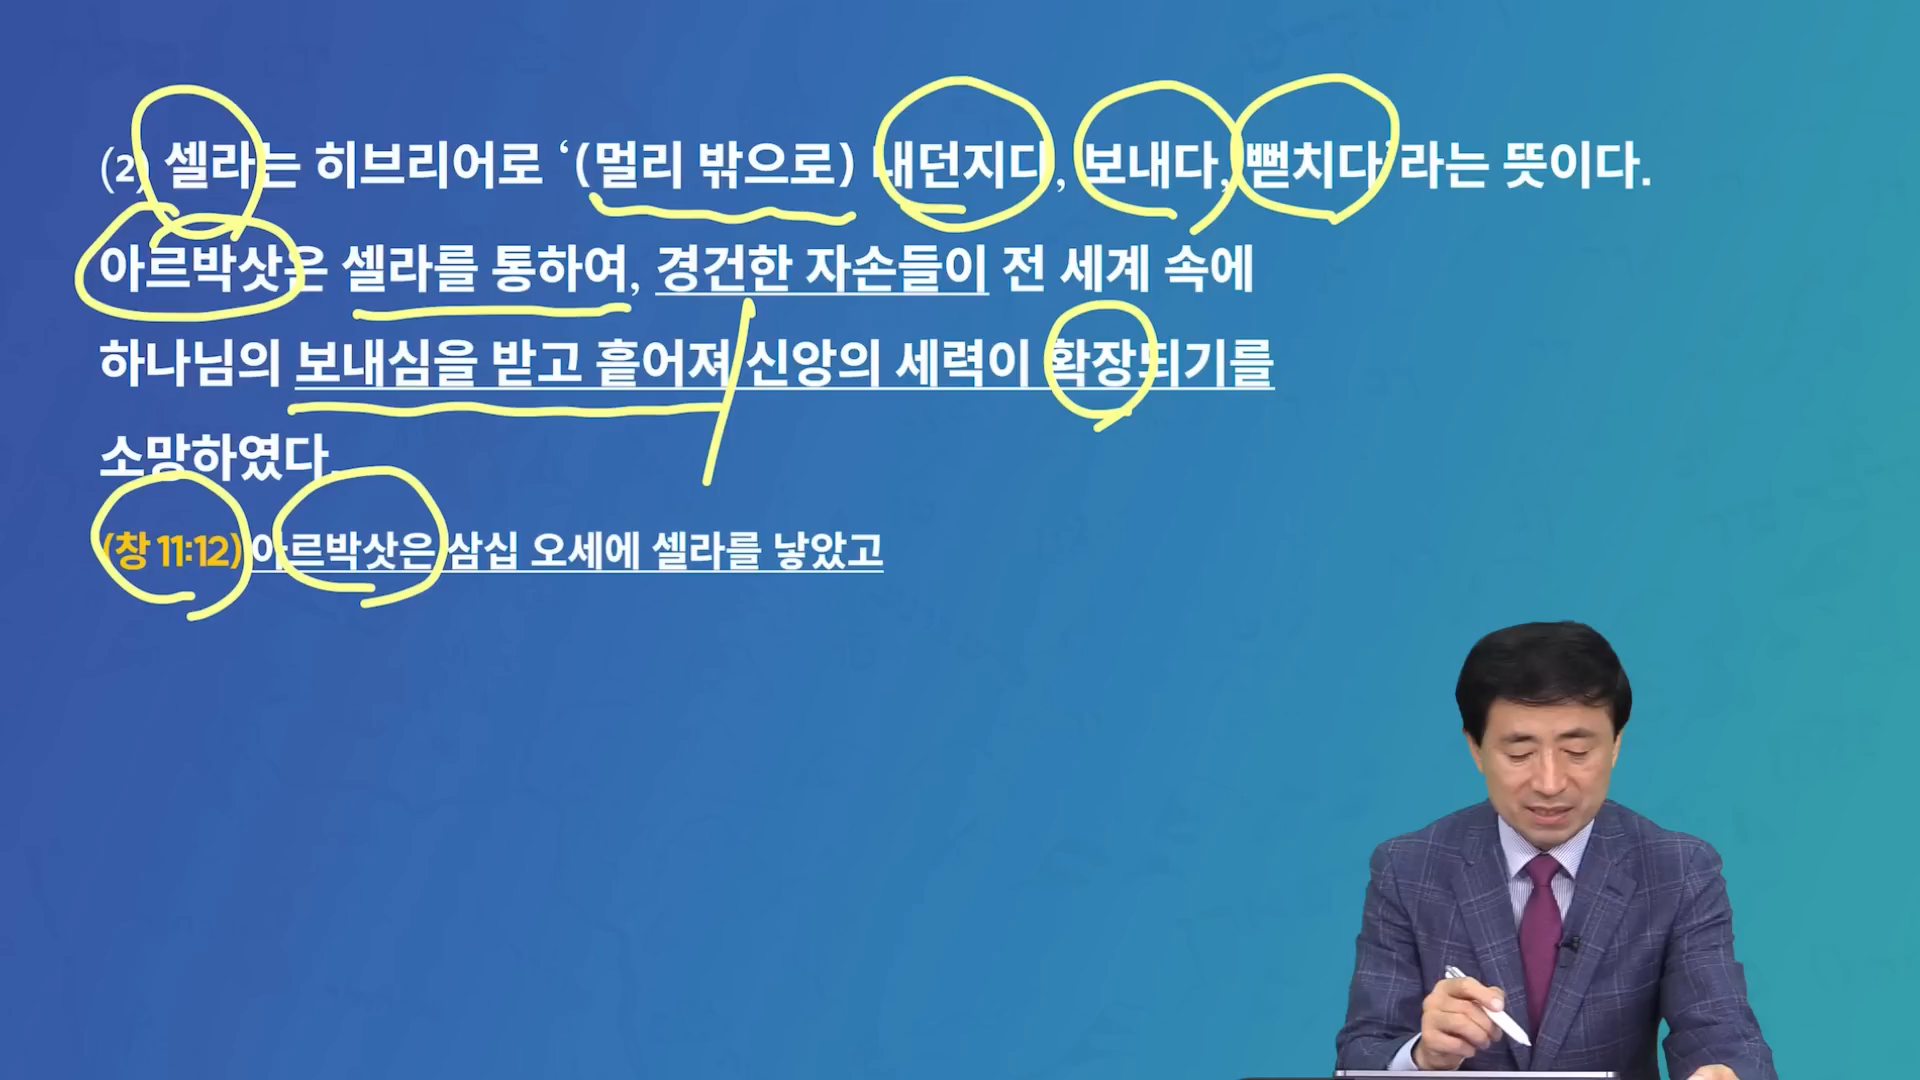 (2) 셀라는 히브리어로 ‘(멀리 밖으로) 내던지다, 보내다, 뻗치다’라는 뜻이다.
아르박삿은 셀라를 통하여, 경건한 자손들이 전 세계 속에
하나님의 보내심을 받고 흩어져 신앙의 세력이 확장되기를
소망하였다.
(창 11:12) 아르박삿은 삼십 오세에 셀라를 낳았고